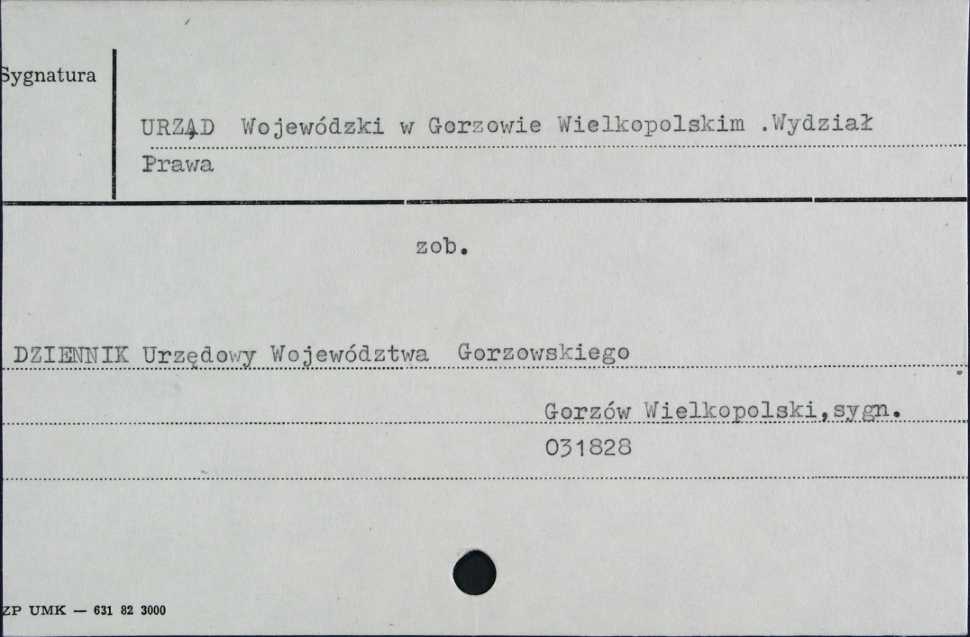 Sygnatura
URZĄD Wojewódzki w Gorzowie Wielkopolskim .Wydział
Prawa
zob.
DZIENNIK Urzędowy Województwa Gorzowskiego
Gorzów Wielkopolski,sygn.
031828
ZP UMK — 631 82 3000